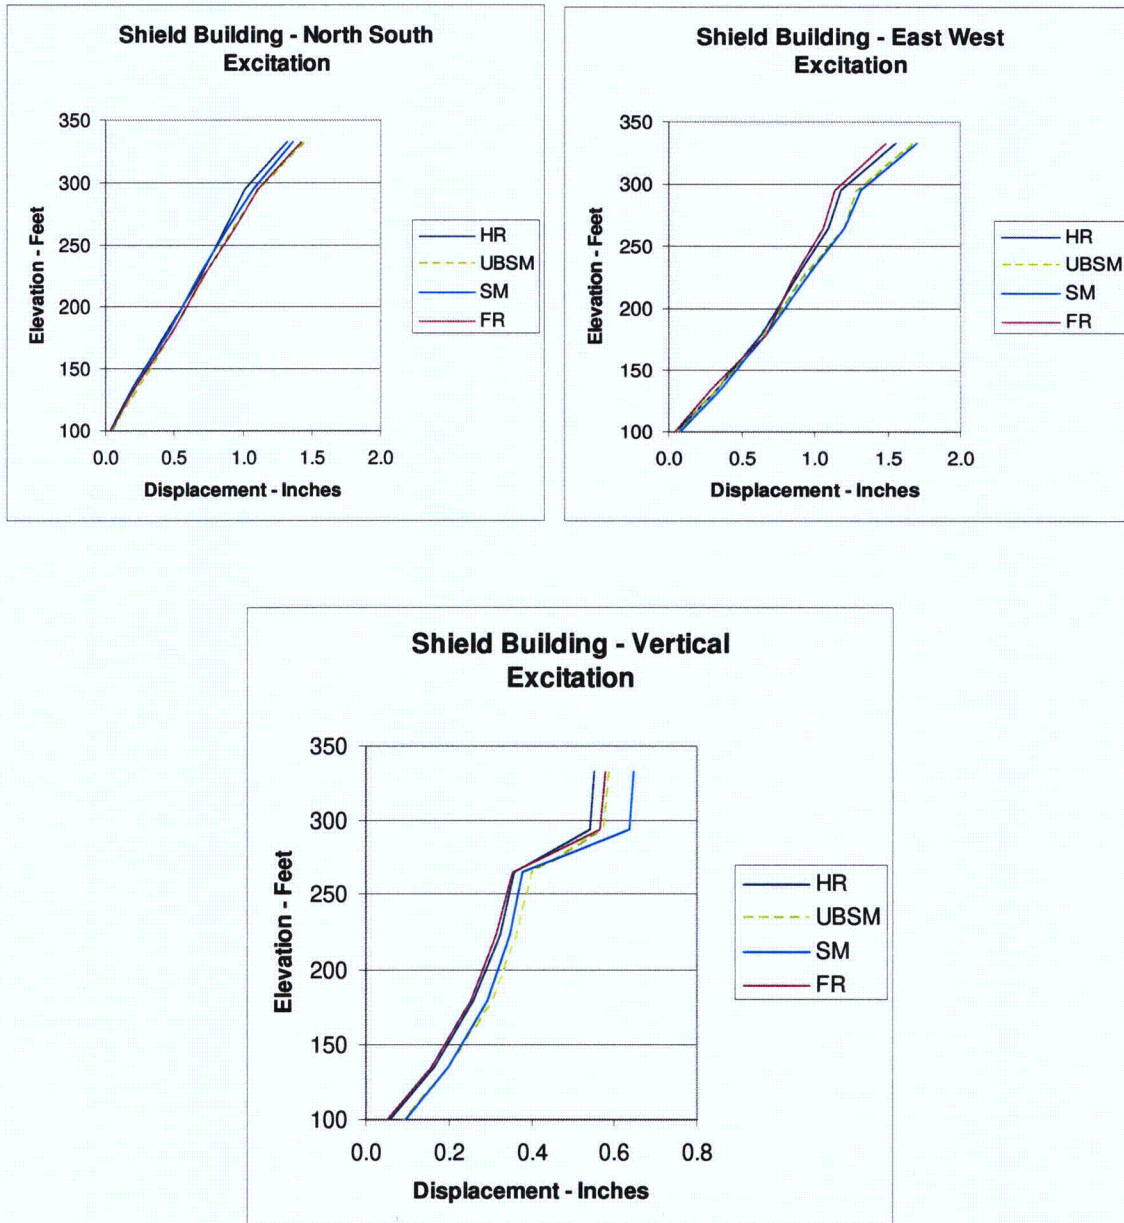 Shield Building - North South
Excitation
350
300
250
200
150
100
0.0 0.5 1.0 1.5 2.0
Elevation - Feet
Displacement - Inches
HR
UBSM
SM
FR
Shield Building - East West
Excitation
350
300
250
200
150
100
0.0 0.5 1.0 1.5 2.0
Elevation - Feet
Displacement - Inches
HR
UBSM
SM
FR
Shield Building - Vertical
Excitation
350
300
250
200
150
100
0.0 0.2 0.4 0.6 0.8
Elevation - Feet
Displacement - Inches
HR
UBSM
SM
FR